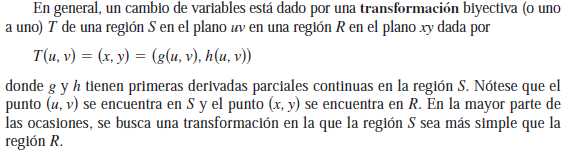 En general, un cambio de variables está dado por una transformación biyectiva (o uno
a uno) T de una región S en el plano uv en una región R en el plano xy dada por
T(u, v) = (x, y) = (g(u, v), h(u, v))
donde g y h tienen primeras derivadas parciales continuas en la región S. Nótese que el
punto (u, v) se encuentra en S y el punto (x, y) se encuentra en R. En la mayor parte de
las ocasiones, se busca una transformación en la que la región S sea más simple que la
región R.